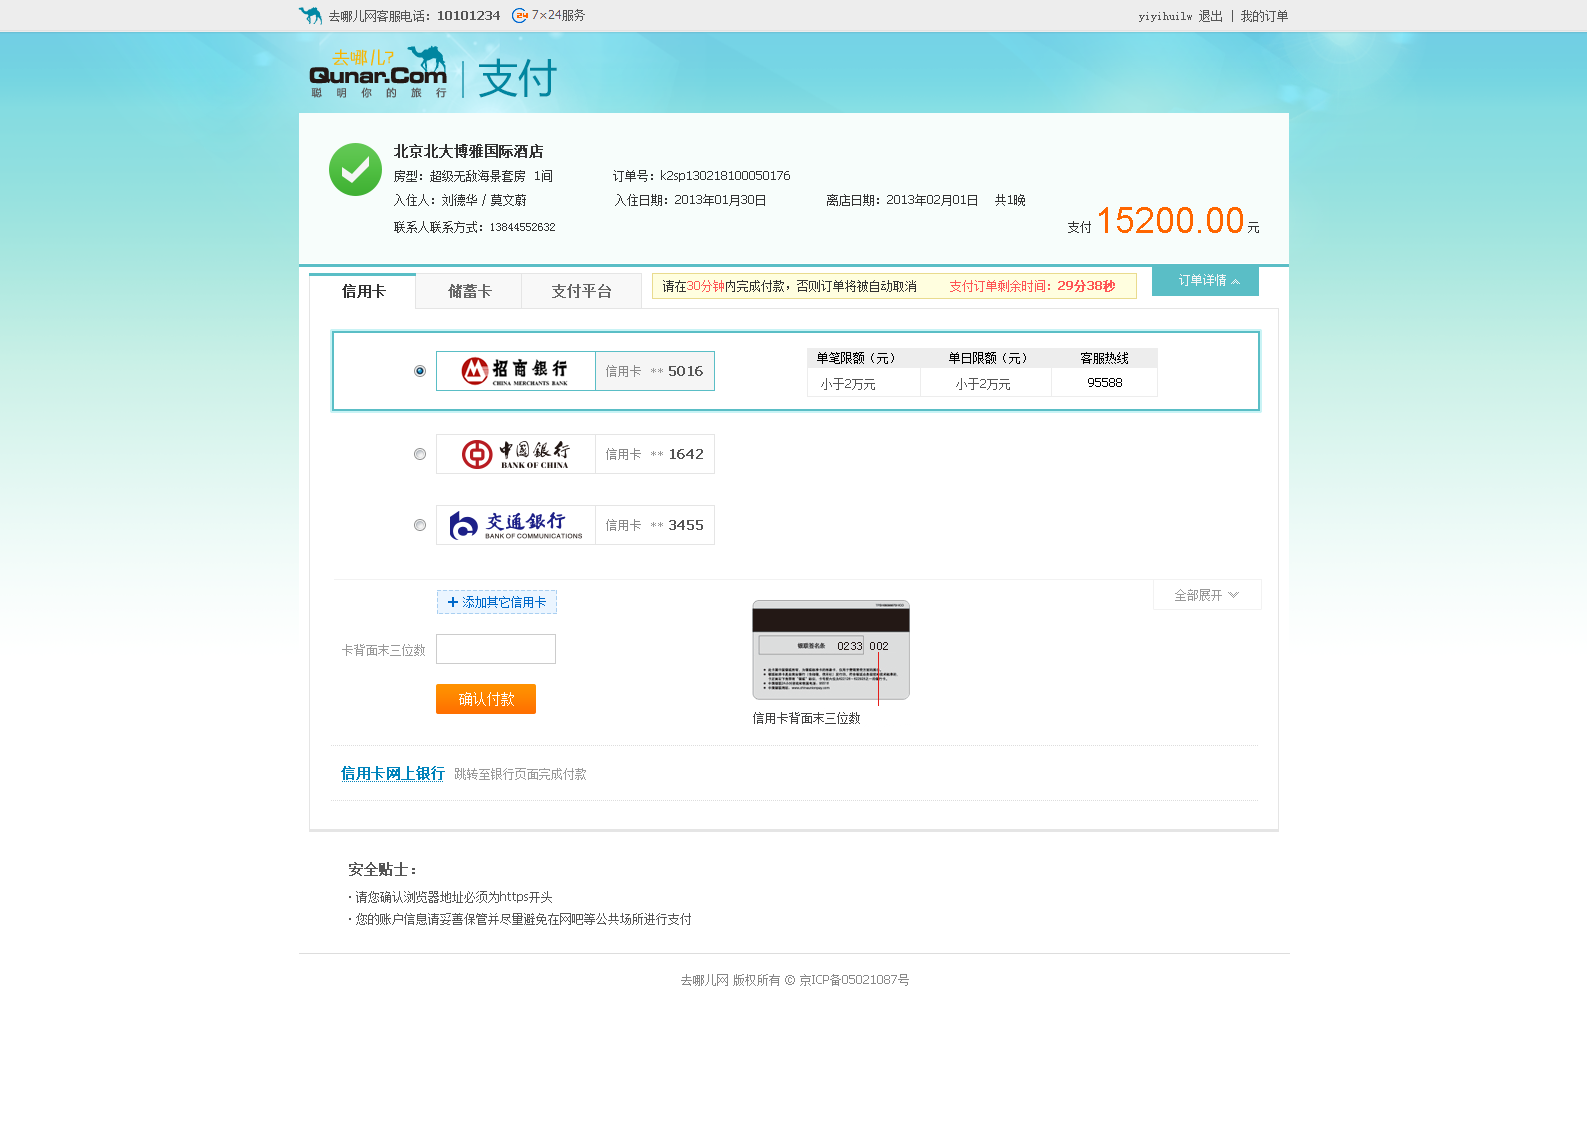 去哪儿网客服电话：10101234 24 7×24服务
yiyihuilw 退出 | 我的订单
去哪儿?
Qunar.Com
聪明你的旅行
支付
北京北大博雅国际酒店
房型：超级无敌海景套房 1间 订单号：k2sp130218100050176
入住人：刘德华 / 莫文蔚 入住日期：2013年01月30日 离店日期：2013年02月01日 共1晚
联系人联系方式：13844552632
支付 15200.00 元
信用卡 储蓄卡 支付平台
请在30分钟内完成付款，否则订单将被自动取消 支付订单剩余时间：29分38秒
订单详情
招商银行
CHINA MERCHANTS BANK
信用卡 ** 5016
单笔限额（元） 单日限额（元） 客服热线
小于2万元 小于2万元 95588
中国银行
BANK OF CHINA
信用卡 ** 1642
交通银行
BANK OF COMMUNICATIONS
信用卡 ** 3455
+ 添加其它信用卡
全部展开
卡背面末三位数
银联签名条 0233 002
确认付款
信用卡背面末三位数
信用卡网上银行 跳转至银行页面完成付款
安全贴士：
· 请您确认浏览器地址必须为https开头
· 您的账户信息请妥善保管并尽量避免在网吧等公共场所进行支付
去哪儿网 版权所有 © 京ICP备05021087号